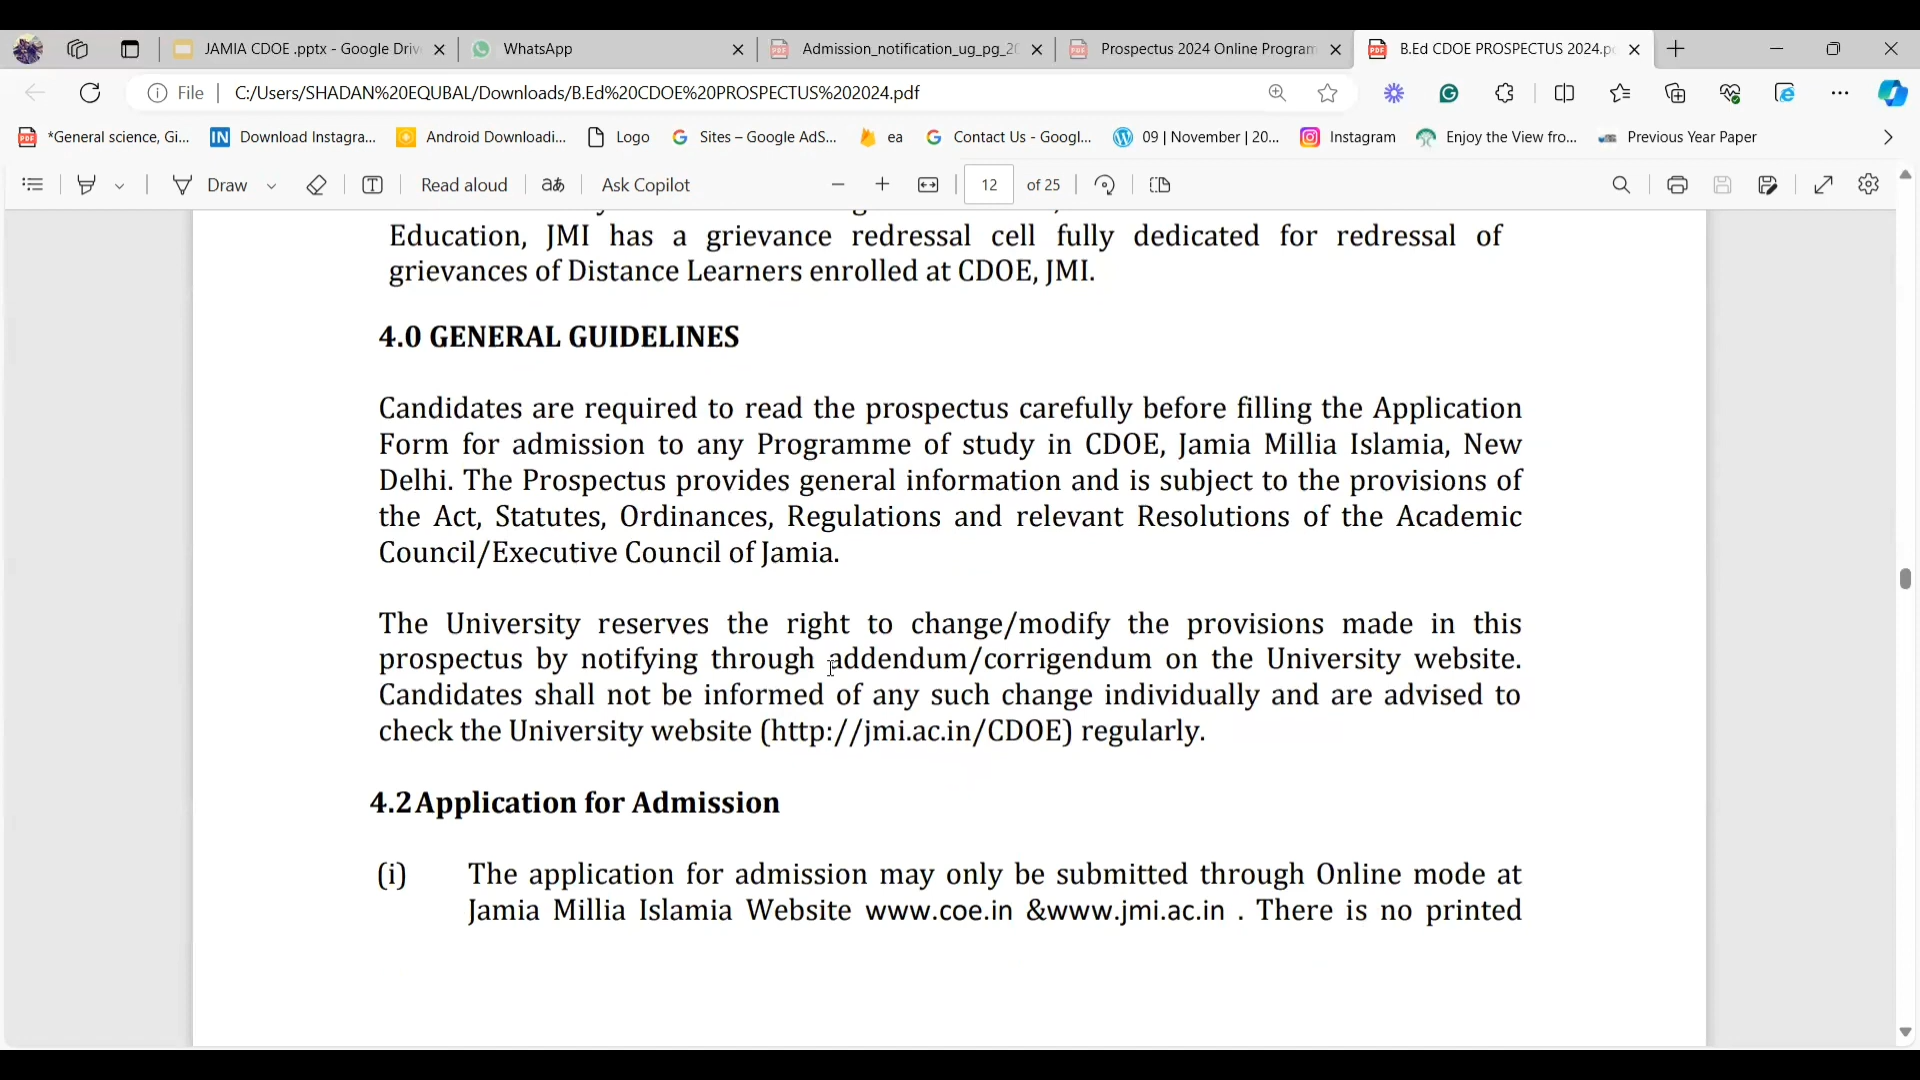 JAMIA CDOE .pptx - Google Driv
WhatsApp
Admission_notification_ug_pg_20
Prospectus 2024 Online Program
B.Ed CDOE PROSPECTUS 2024.p
File
C:/Users/SHADAN%20EQUBAL/Downloads/B.Ed%20CDOE%20PROSPECTUS%202024.pdf
*General science, Gi...
Download Instagra...
Android Downloadi...
Logo
Sites – Google AdS...
ea
Contact Us - Googl...
09 | November | 20...
Instagram
Enjoy the View fro...
Previous Year Paper
Draw
Read aloud
aあ
Ask Copilot
12
of 25
Education, JMI has a grievance redressal cell fully dedicated for redressal of
grievances of Distance Learners enrolled at CDOE, JMI.
4.0 GENERAL GUIDELINES
Candidates are required to read the prospectus carefully before filling the Application
Form for admission to any Programme of study in CDOE, Jamia Millia Islamia, New
Delhi. The Prospectus provides general information and is subject to the provisions of
the Act, Statutes, Ordinances, Regulations and relevant Resolutions of the Academic
Council/Executive Council of Jamia.
The University reserves the right to change/modify the provisions made in this
prospectus by notifying through addendum/corrigendum on the University website.
Candidates shall not be informed of any such change individually and are advised to
check the University website (http://jmi.ac.in/CDOE) regularly.
4.2 Application for Admission
(i) The application for admission may only be submitted through Online mode at
Jamia Millia Islamia Website www.coe.in &www.jmi.ac.in . There is no printed